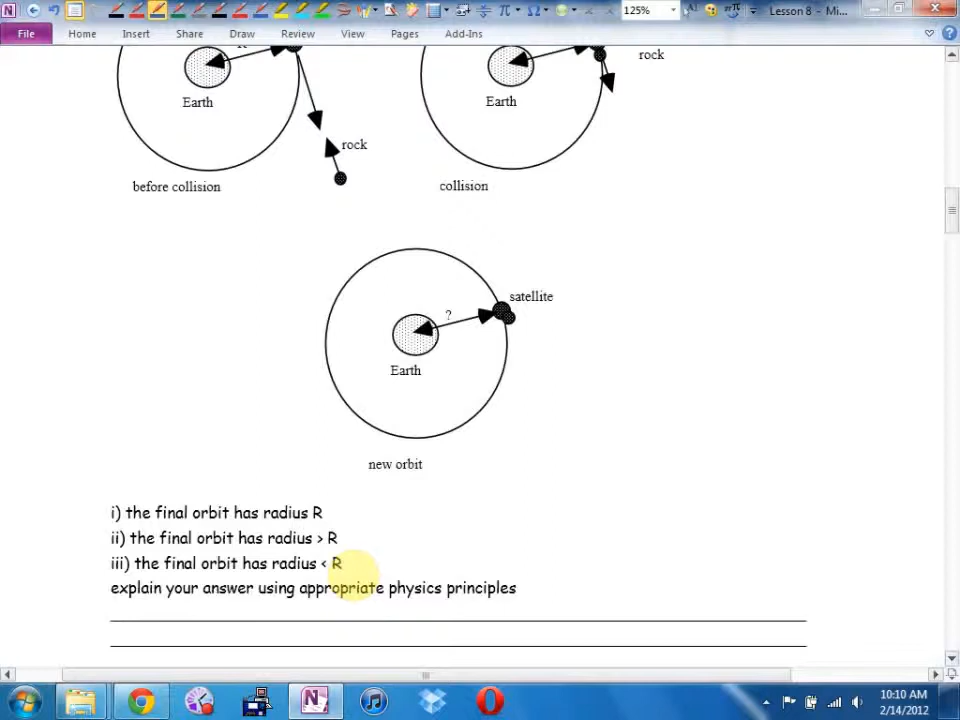 125%
Lesson 8 - Mi...
File Home Insert Share Draw Review View Pages Add-Ins
rock
Earth
Earth
rock
before collision
collision
satellite
?
Earth
new orbit
i) the final orbit has radius R
ii) the final orbit has radius > R
iii) the final orbit has radius < R
explain your answer using appropriate physics principles
10:10 AM
2/14/2012